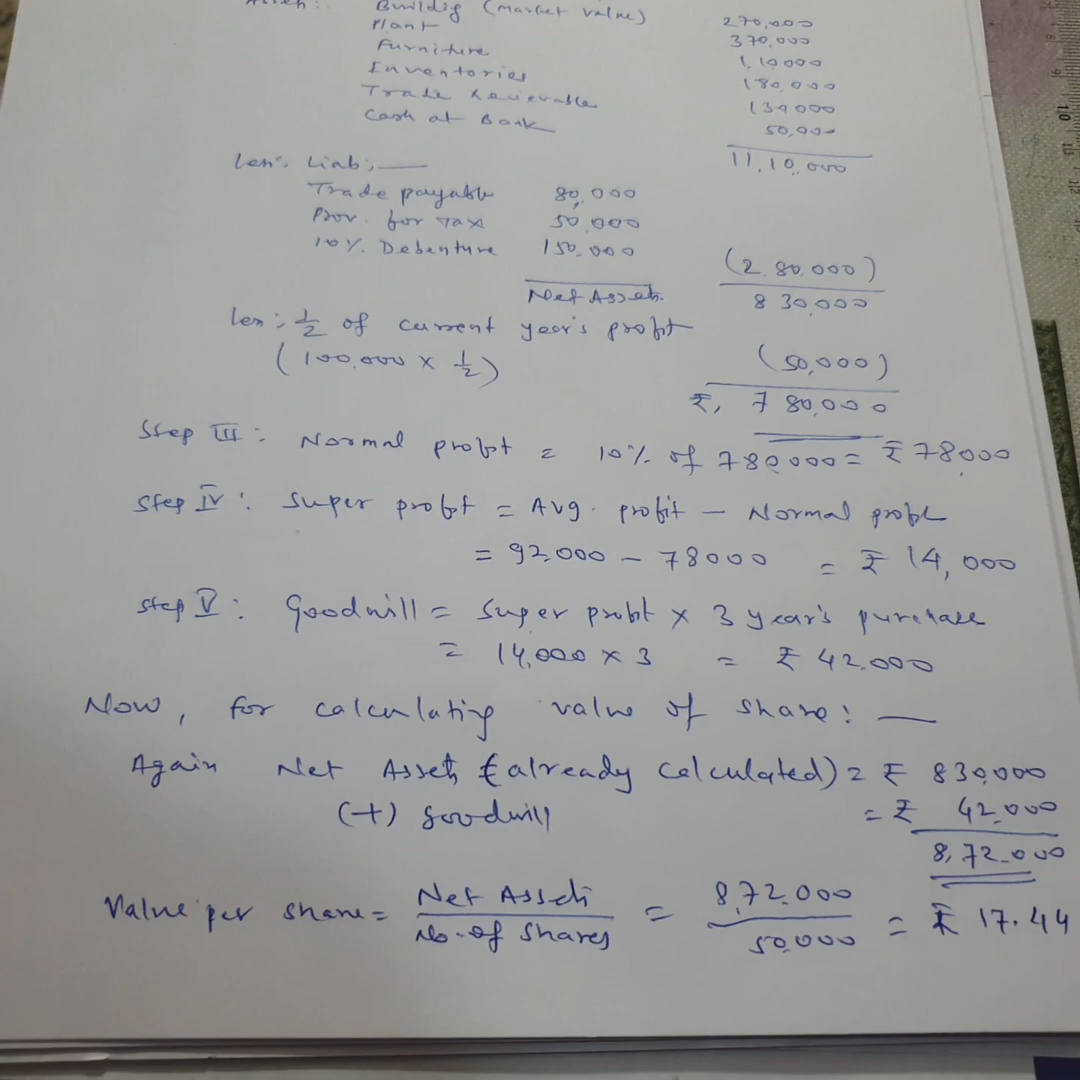 Assets: Buildig (market value) 270,000
Plant 370,000
Furniture 1,10000
Inventories 180,000
Trade Recievable 130000
Cash at Bank 50,000
11,10,000
Less: Liab:—
Trade payable 80,000
Prov. for Tax 50,000
10% Debenture 150,000 (2,80,000)
Net Assets 830,000
Less: 1/2 of current year's profit
(100,000 x 1/2) (50,000)
₹, 780,000
Step III: Normal profit = 10% of 780000 = ₹78000
Step IV: Super profit = Avg. profit – Normal profit
= 92,000 – 78000 = ₹ 14,000
Step V: Goodwill = Super profit x 3 year's purchase
= 14,000 x 3 = ₹ 42,000
Now, for calculating value of share: —
Again Net Assets (already calculated) = ₹ 830,000
(+) Goodwill = ₹ 42,000
8,72,000
Value per share = Net Assets / No. of shares = 8,72,000 / 50,000 = ₹ 17.44